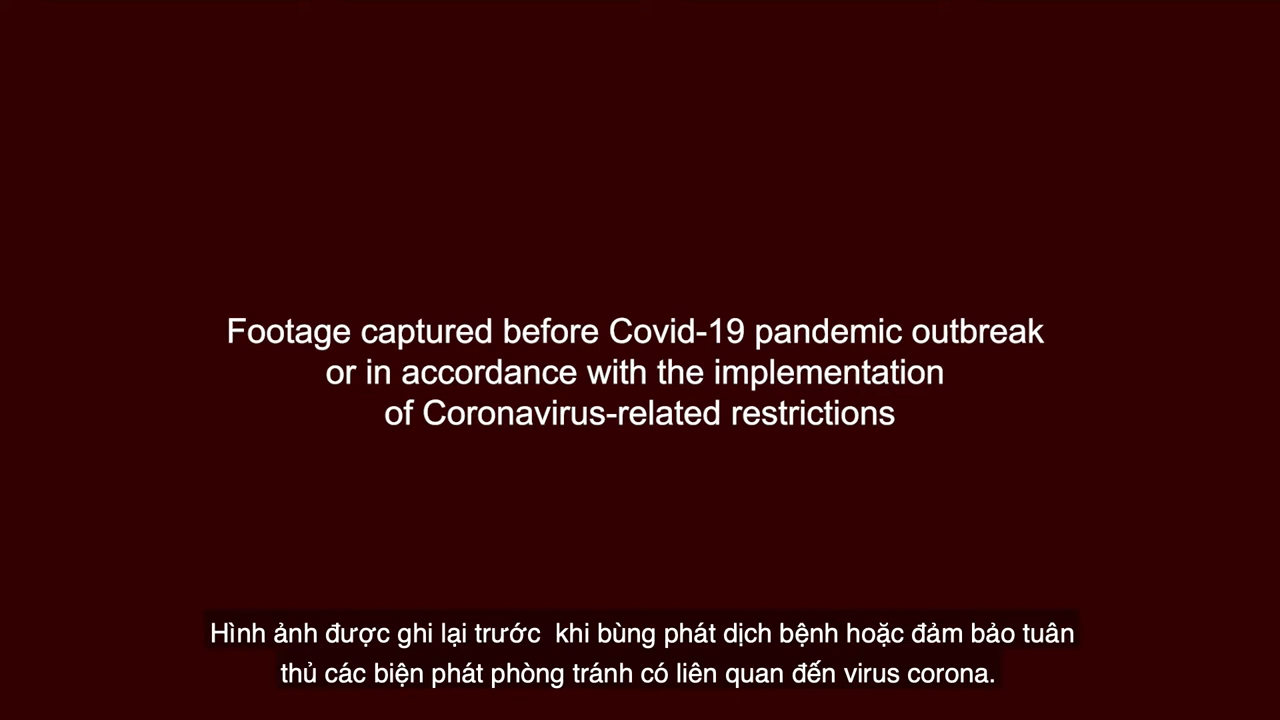 Footage captured before Covid-19 pandemic outbreak
or in accordance with the implementation
of Coronavirus-related restrictions
Hình ảnh được ghi lại trước  khi bùng phát dịch bệnh hoặc đảm bảo tuân
thủ các biện phát phòng tránh có liên quan đến virus corona.